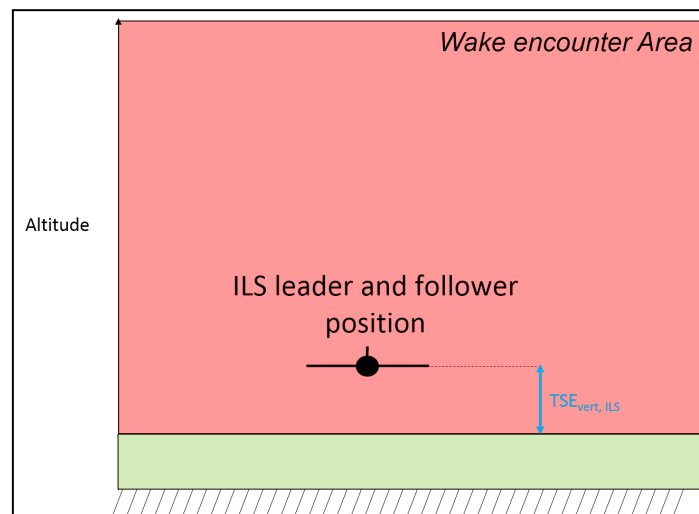 Wake encounter Area
Altitude
ILS leader and follower
position
TSEvert, ILS